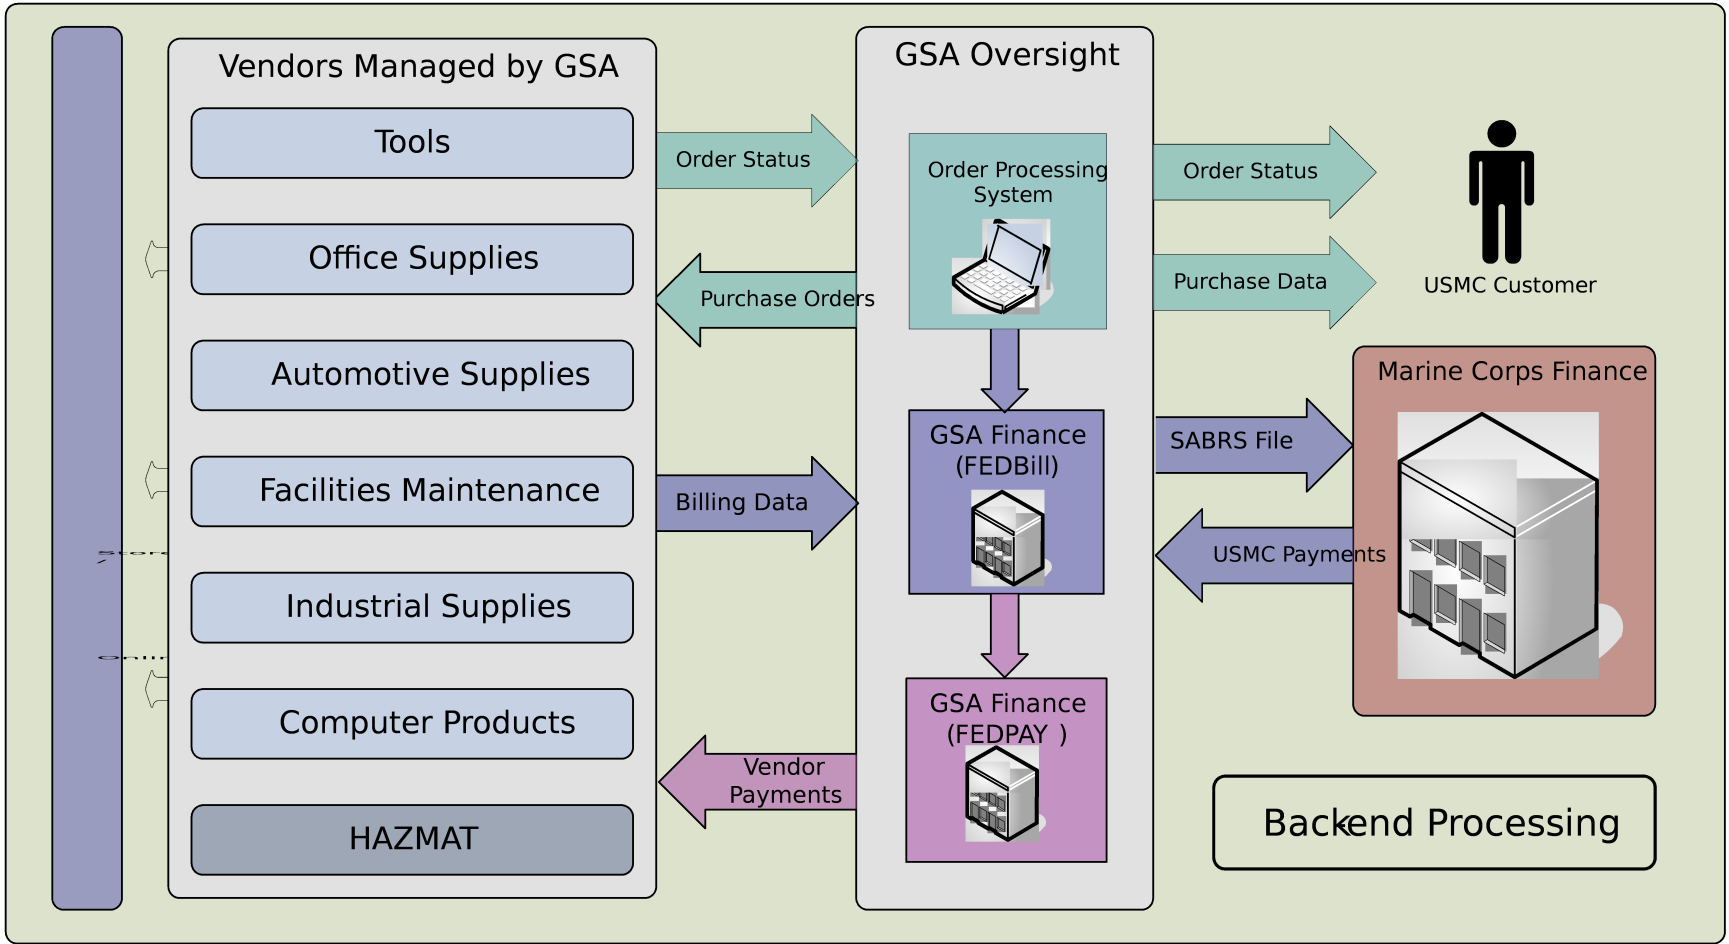 Vendors Managed by GSA
Tools
Office Supplies
Automotive Supplies
Facilities Maintenance
Industrial Supplies
Computer Products
HAZMAT
Order Status
Purchase Orders
Billing Data
Vendor
Payments
GSA Oversight
Order Processing
System
GSA Finance
(FEDBill)
GSA Finance
(FEDPAY )
Order Status
Purchase Data
SABRS File
USMC Payments
USMC Customer
Marine Corps Finance
Backend Processing